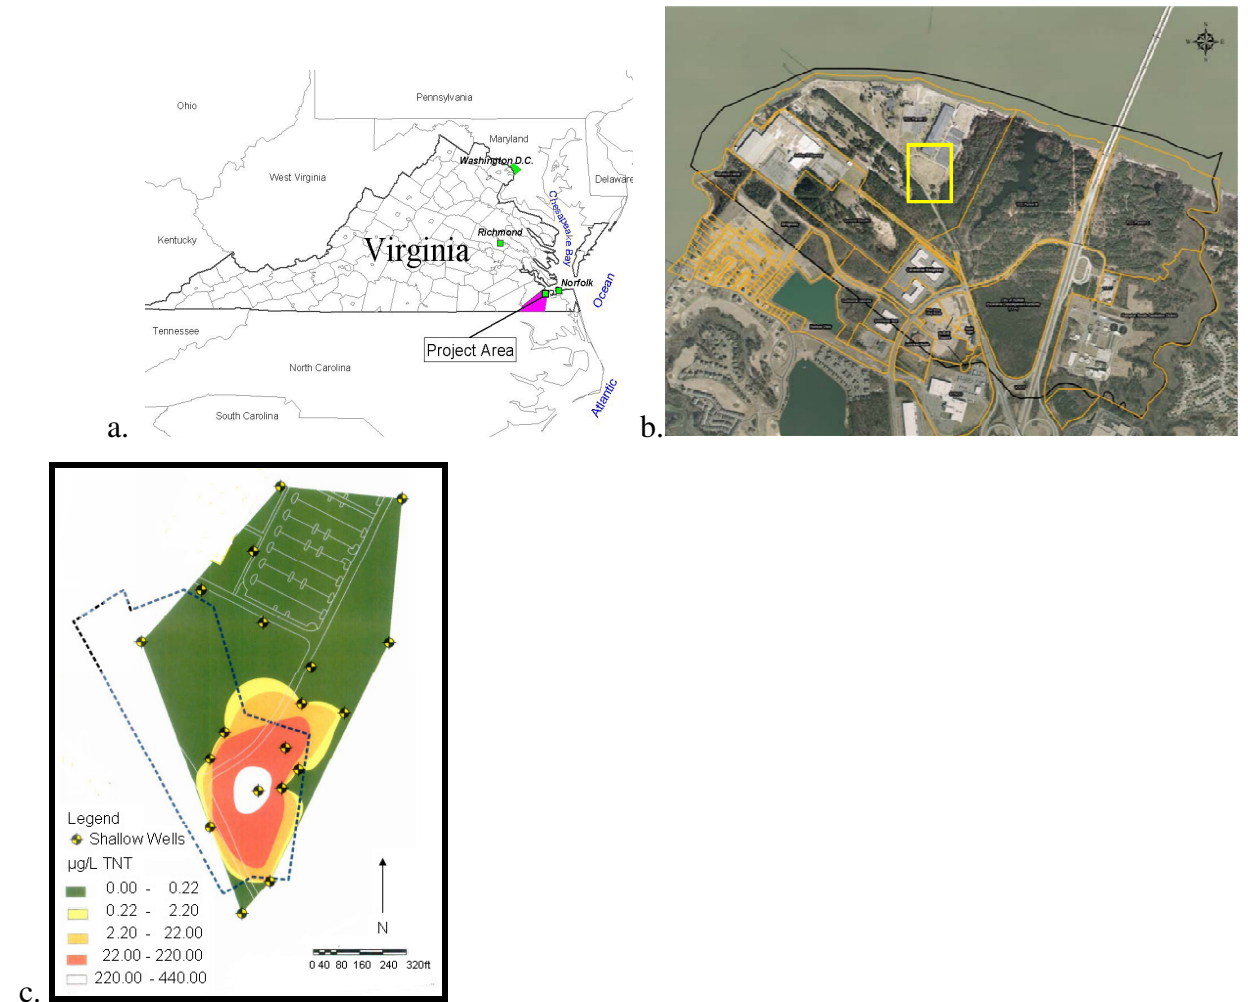 Ohio
Pennsylvania
Maryland
Washington D.C.
West Virginia
Delaware
Chesapeake Bay
Kentucky
Richmond
Virginia
Norfolk
Ocean
Tennessee
Project Area
North Carolina
Atlantic
South Carolina
a.
N
W
E
S
b.
Legend
Shallow Wells
µg/L TNT
0.00 - 0.22
0.22 - 2.20
2.20 - 22.00
22.00 - 220.00
220.00 - 440.00
N
0 40 80 160 240 320ft
c.